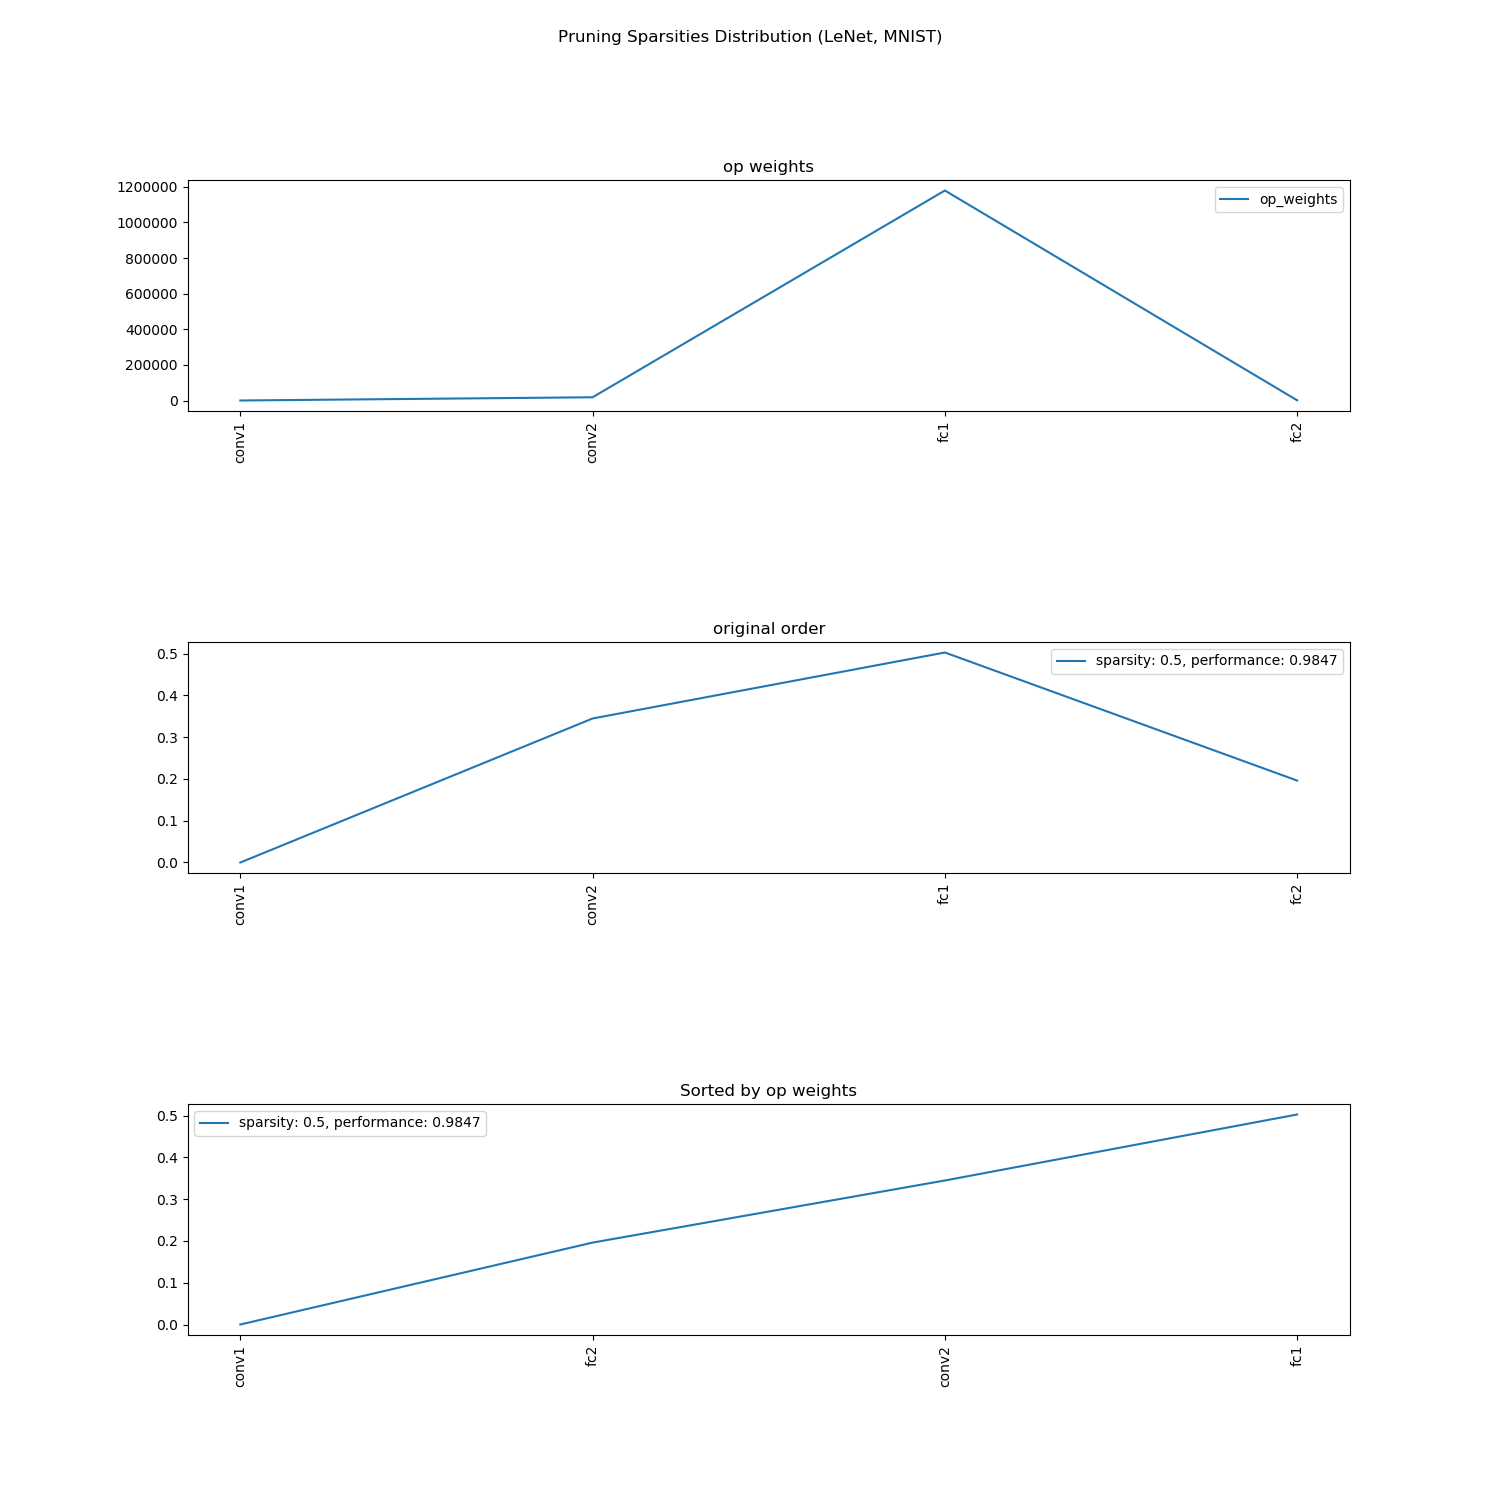 Pruning Sparsities Distribution (LeNet, MNIST)
op weights
1200000
1000000
800000
600000
400000
200000
0
op_weights
conv1
conv2
fc1
fc2
original order
0.5
0.4
0.3
0.2
0.1
0.0
sparsity: 0.5, performance: 0.9847
conv1
conv2
fc1
fc2
Sorted by op weights
0.5
0.4
0.3
0.2
0.1
0.0
sparsity: 0.5, performance: 0.9847
conv1
fc2
conv2
fc1